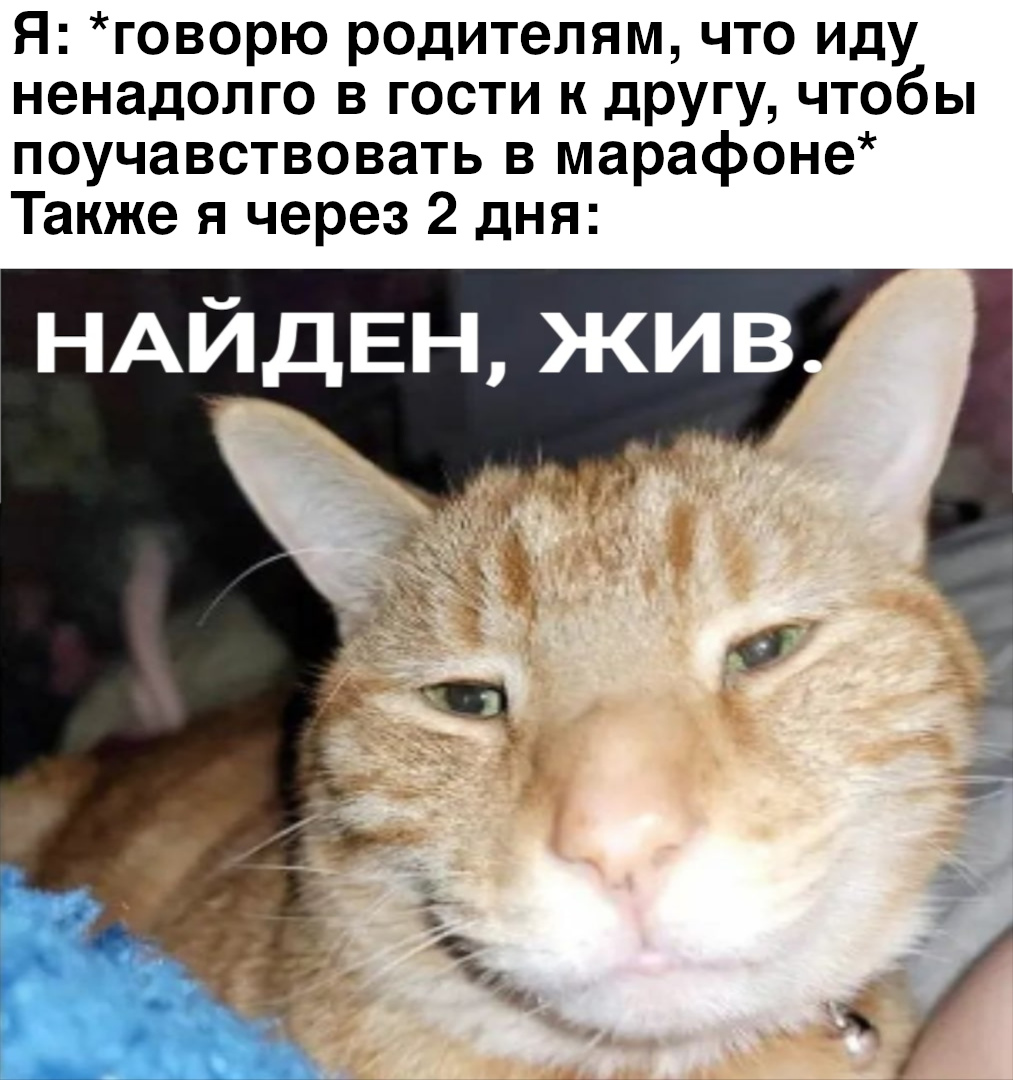 Я: *говорю родителям, что иду
ненадолго в гости к другу, чтобы
поучавствовать в марафоне*
Также я через 2 дня:
НАЙДЕН, ЖИВ.